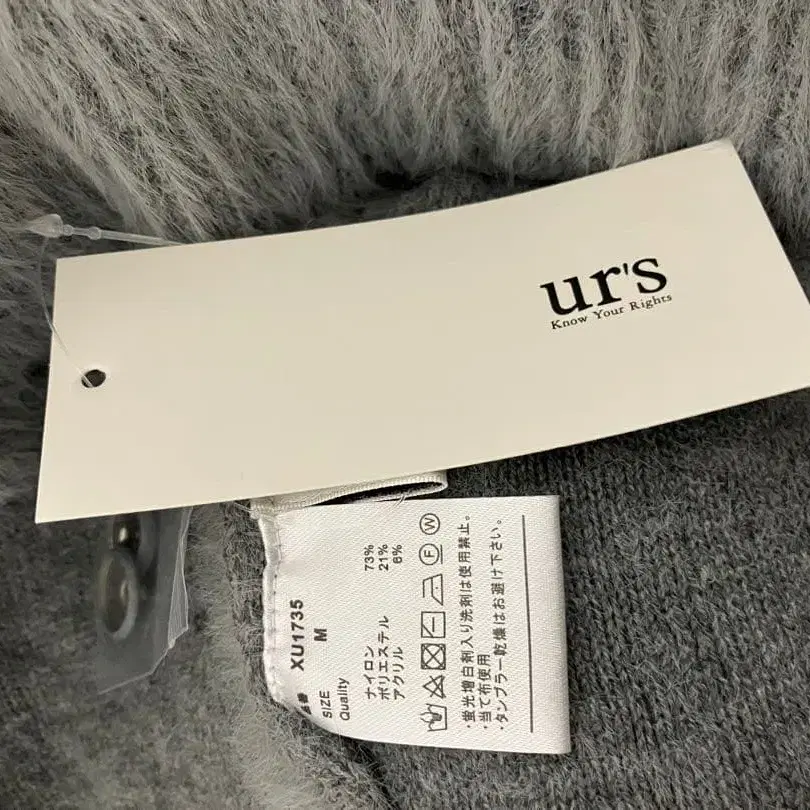 ur's
Know Your Rights
品番 XU1735
SIZE M
Quality
ナイロン 73%
ポリエステル 21%
アクリル 6%
F W
・蛍光増白剤入り洗剤は使用禁止。
・当て布使用
・タンブラー乾燥はお避け下さい。